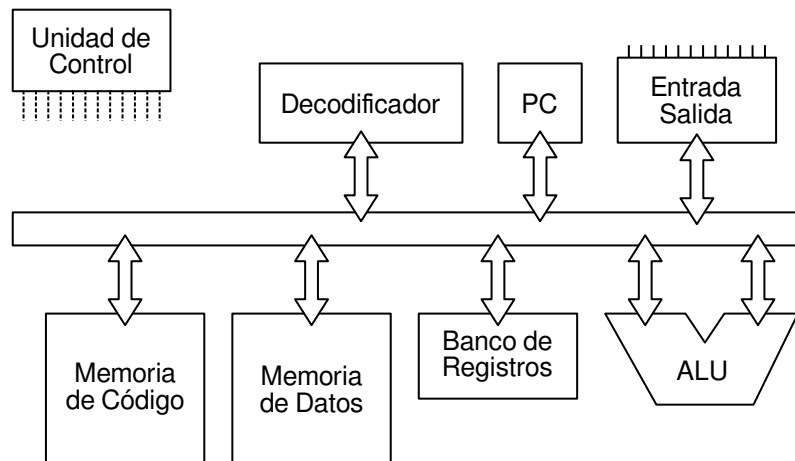 Unidad de
Control
Decodificador
PC
Entrada
Salida
Memoria
de Código
Memoria
de Datos
Banco de
Registros
ALU